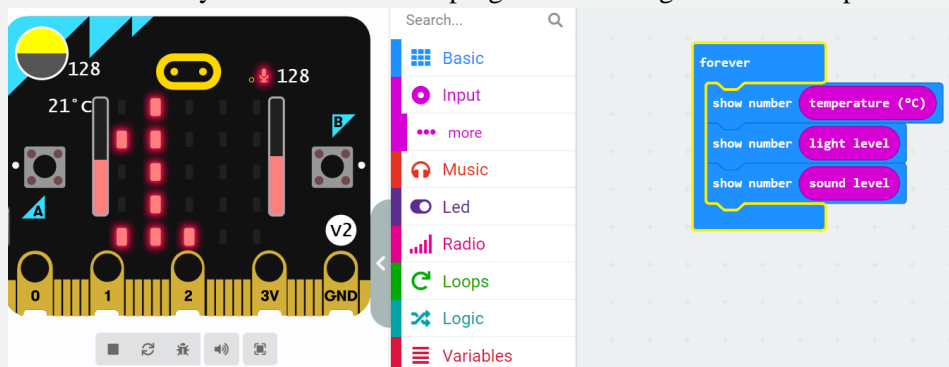 128
128
21°C
B
A
v2
0
1
2
3V
GND
Search...
Basic
Input
more
Music
Led
Radio
Loops
Logic
Variables
forever
show number temperature (°C)
show number light level
show number sound level